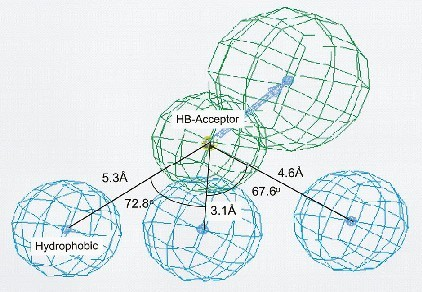 HB-Acceptor
5.3Å
4.6Å
72.8°
67.6°
3.1Å
Hydrophobic